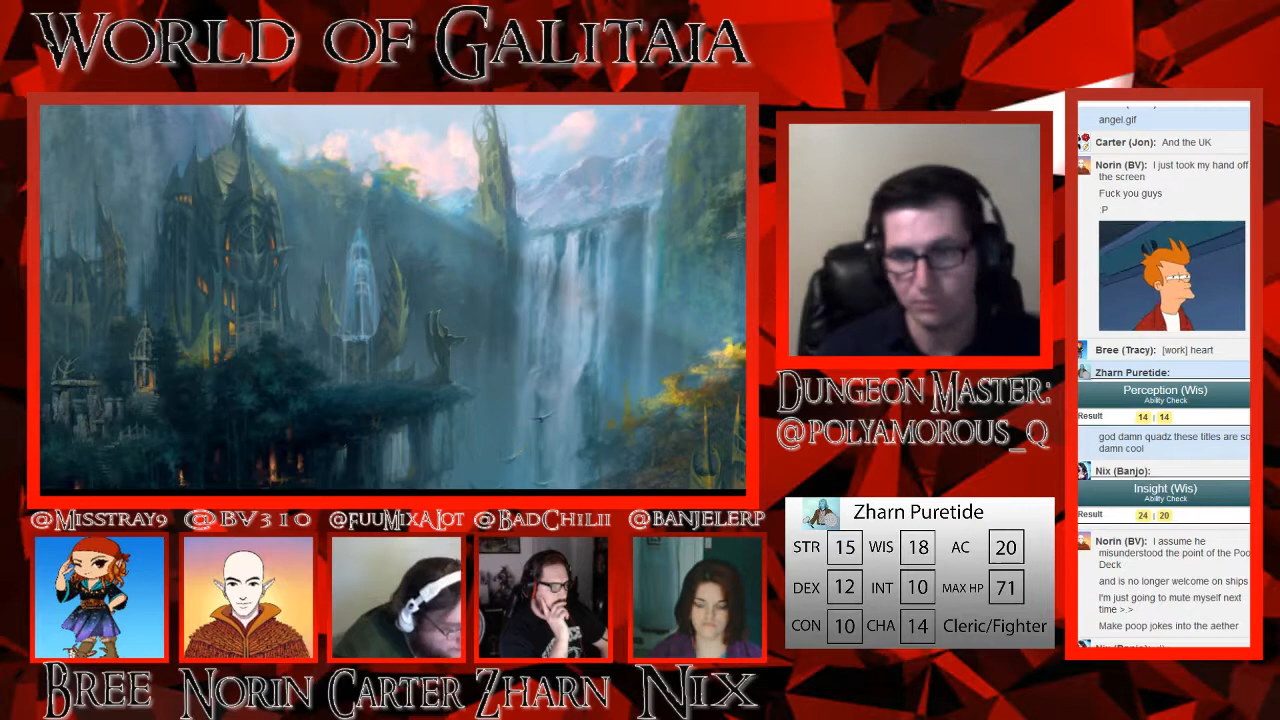 WORLD OF GALITAIA
DUNGEON MASTER:
@POLYAMOROUS_Q
@MISSTRAY9
@BV310
@FUUMIXALOT
@BADCHILII
@BANJELERP
BREE
NORIN
CARTER
ZHARN
NIX
Zharn Puretide
STR 15 WIS 18 AC 20
DEX 12 INT 10 MAX HP 71
CON 10 CHA 14 Cleric/Fighter
angel.gif
Carter (Jon): And the UK
Norin (BV): I just took my hand off
the screen
Fuck you guys
:P
Bree (Tracy): [work] heart
Zharn Puretide:
Perception (Wis)
Ability Check
Result 14 | 14
god damn quadz these titles are so
damn cool
Nix (Banjo):
Insight (Wis)
Ability Check
Result 24 | 20
Norin (BV): I assume he
misunderstood the point of the Poo
Deck
and is no longer welcome on ships
I'm just going to mute myself next
time >.>
Make poop jokes into the aether